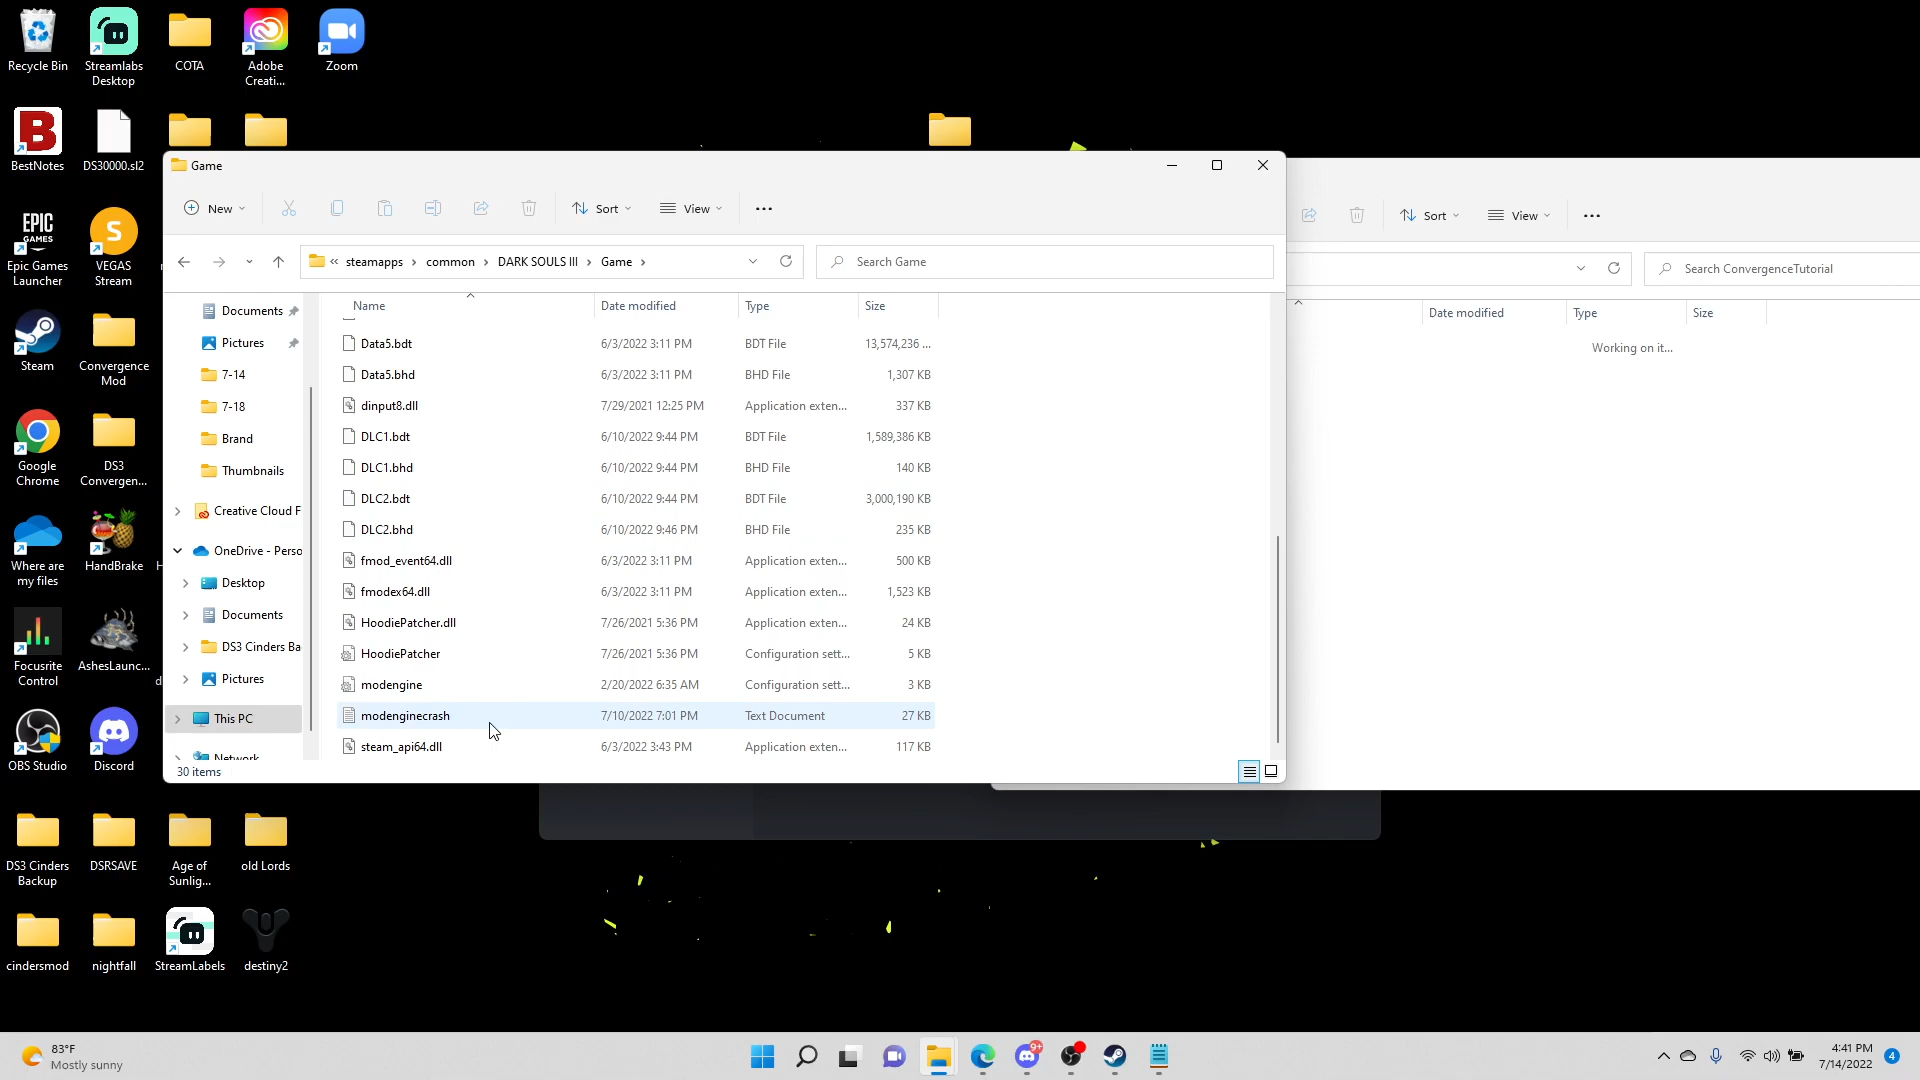 Recycle Bin
Streamlabs
Desktop
COTA
Adobe
Creati...
Zoom
BestNotes
DS30000.sl2
EPIC
GAMES
Epic Games
Launcher
VEGAS
Stream
Steam
Convergence
Mod
Google
Chrome
DS3
Convergen...
Where are
my files
HandBrake
Focusrite
Control
AshesLaunc...
OBS Studio
Discord
DS3 Cinders
Backup
DSRSAVE
Age of
Sunlig...
old Lords
cindersmod
nightfall
StreamLabels
destiny2
Game
New
Sort
View
« steamapps > common > DARK SOULS III > Game >
Search Game
Documents
Pictures
7-14
7-18
Brand
Thumbnails
Creative Cloud F
OneDrive - Perso
Desktop
Documents
DS3 Cinders Ba
Pictures
This PC
Network
Name Date modified Type Size
Data5.bdt 6/3/2022 3:11 PM BDT File 13,574,236 ...
Data5.bhd 6/3/2022 3:11 PM BHD File 1,307 KB
dinput8.dll 7/29/2021 12:25 PM Application exten... 337 KB
DLC1.bdt 6/10/2022 9:44 PM BDT File 1,589,386 KB
DLC1.bhd 6/10/2022 9:44 PM BHD File 140 KB
DLC2.bdt 6/10/2022 9:44 PM BDT File 3,000,190 KB
DLC2.bhd 6/10/2022 9:46 PM BHD File 235 KB
fmod_event64.dll 6/3/2022 3:11 PM Application exten... 500 KB
fmodex64.dll 6/3/2022 3:11 PM Application exten... 1,523 KB
HoodiePatcher.dll 7/26/2021 5:36 PM Application exten... 24 KB
HoodiePatcher 7/26/2021 5:36 PM Configuration sett... 5 KB
modengine 2/20/2022 6:35 AM Configuration sett... 3 KB
modenginecrash 7/10/2022 7:01 PM Text Document 27 KB
steam_api64.dll 6/3/2022 3:43 PM Application exten... 117 KB
30 items
Sort
View
Search ConvergenceTutorial
Date modified Type Size
Working on it...
83°F
Mostly sunny
9+
4:41 PM
7/14/2022
4